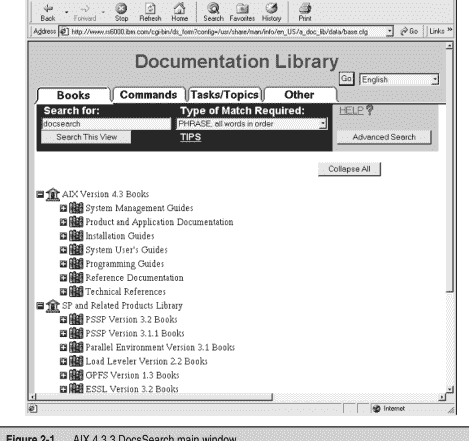 Back Forward Stop Refresh Home Search Favorites History Print
Address http://www.rs6000.ibm.com/cgi-bin/ds_form?config=/usr/share/man/info/en_US/a_doc_lib/data/base.cfg Go Links »
Documentation Library
Go English
Books Commands Tasks/Topics Other
Search for: Type of Match Required: HELP ?
docsearch PHRASE, all words in order
Search This View TIPS Advanced Search
Collapse All
AIX Version 4.3 Books
System Management Guides
Product and Application Documentation
Installation Guides
System User's Guides
Programming Guides
Reference Documentation
Technical References
SP and Related Products Library
PSSP Version 3.2 Books
PSSP Version 3.1.1 Books
Parallel Environment Version 3.1 Books
Load Leveler Version 2.2 Books
GPFS Version 1.3 Books
ESSL Version 3.2 Books
Internet
Figure 2-1 AIX 4.3.3 DocsSearch main window